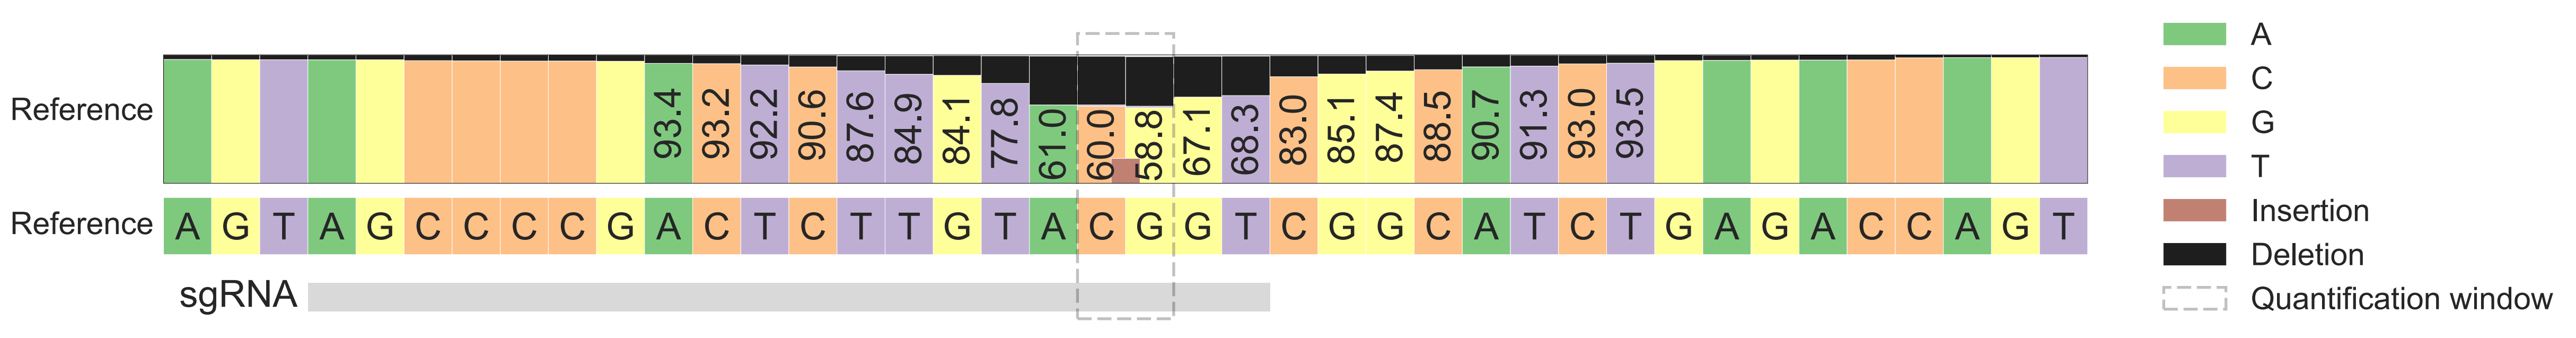 Reference
93.4 93.2 92.2 90.6 87.6 84.9 84.1 77.8 61.0 60.0 58.8 67.1 68.3 83.0 85.1 87.4 88.5 90.7 91.3 93.0 93.5
Reference A G T A G C C C C G A C T C T T G T A C G G T C G G C A T C T G A G A C C A G T
sgRNA
A
C
G
T
Insertion
Deletion
Quantification window